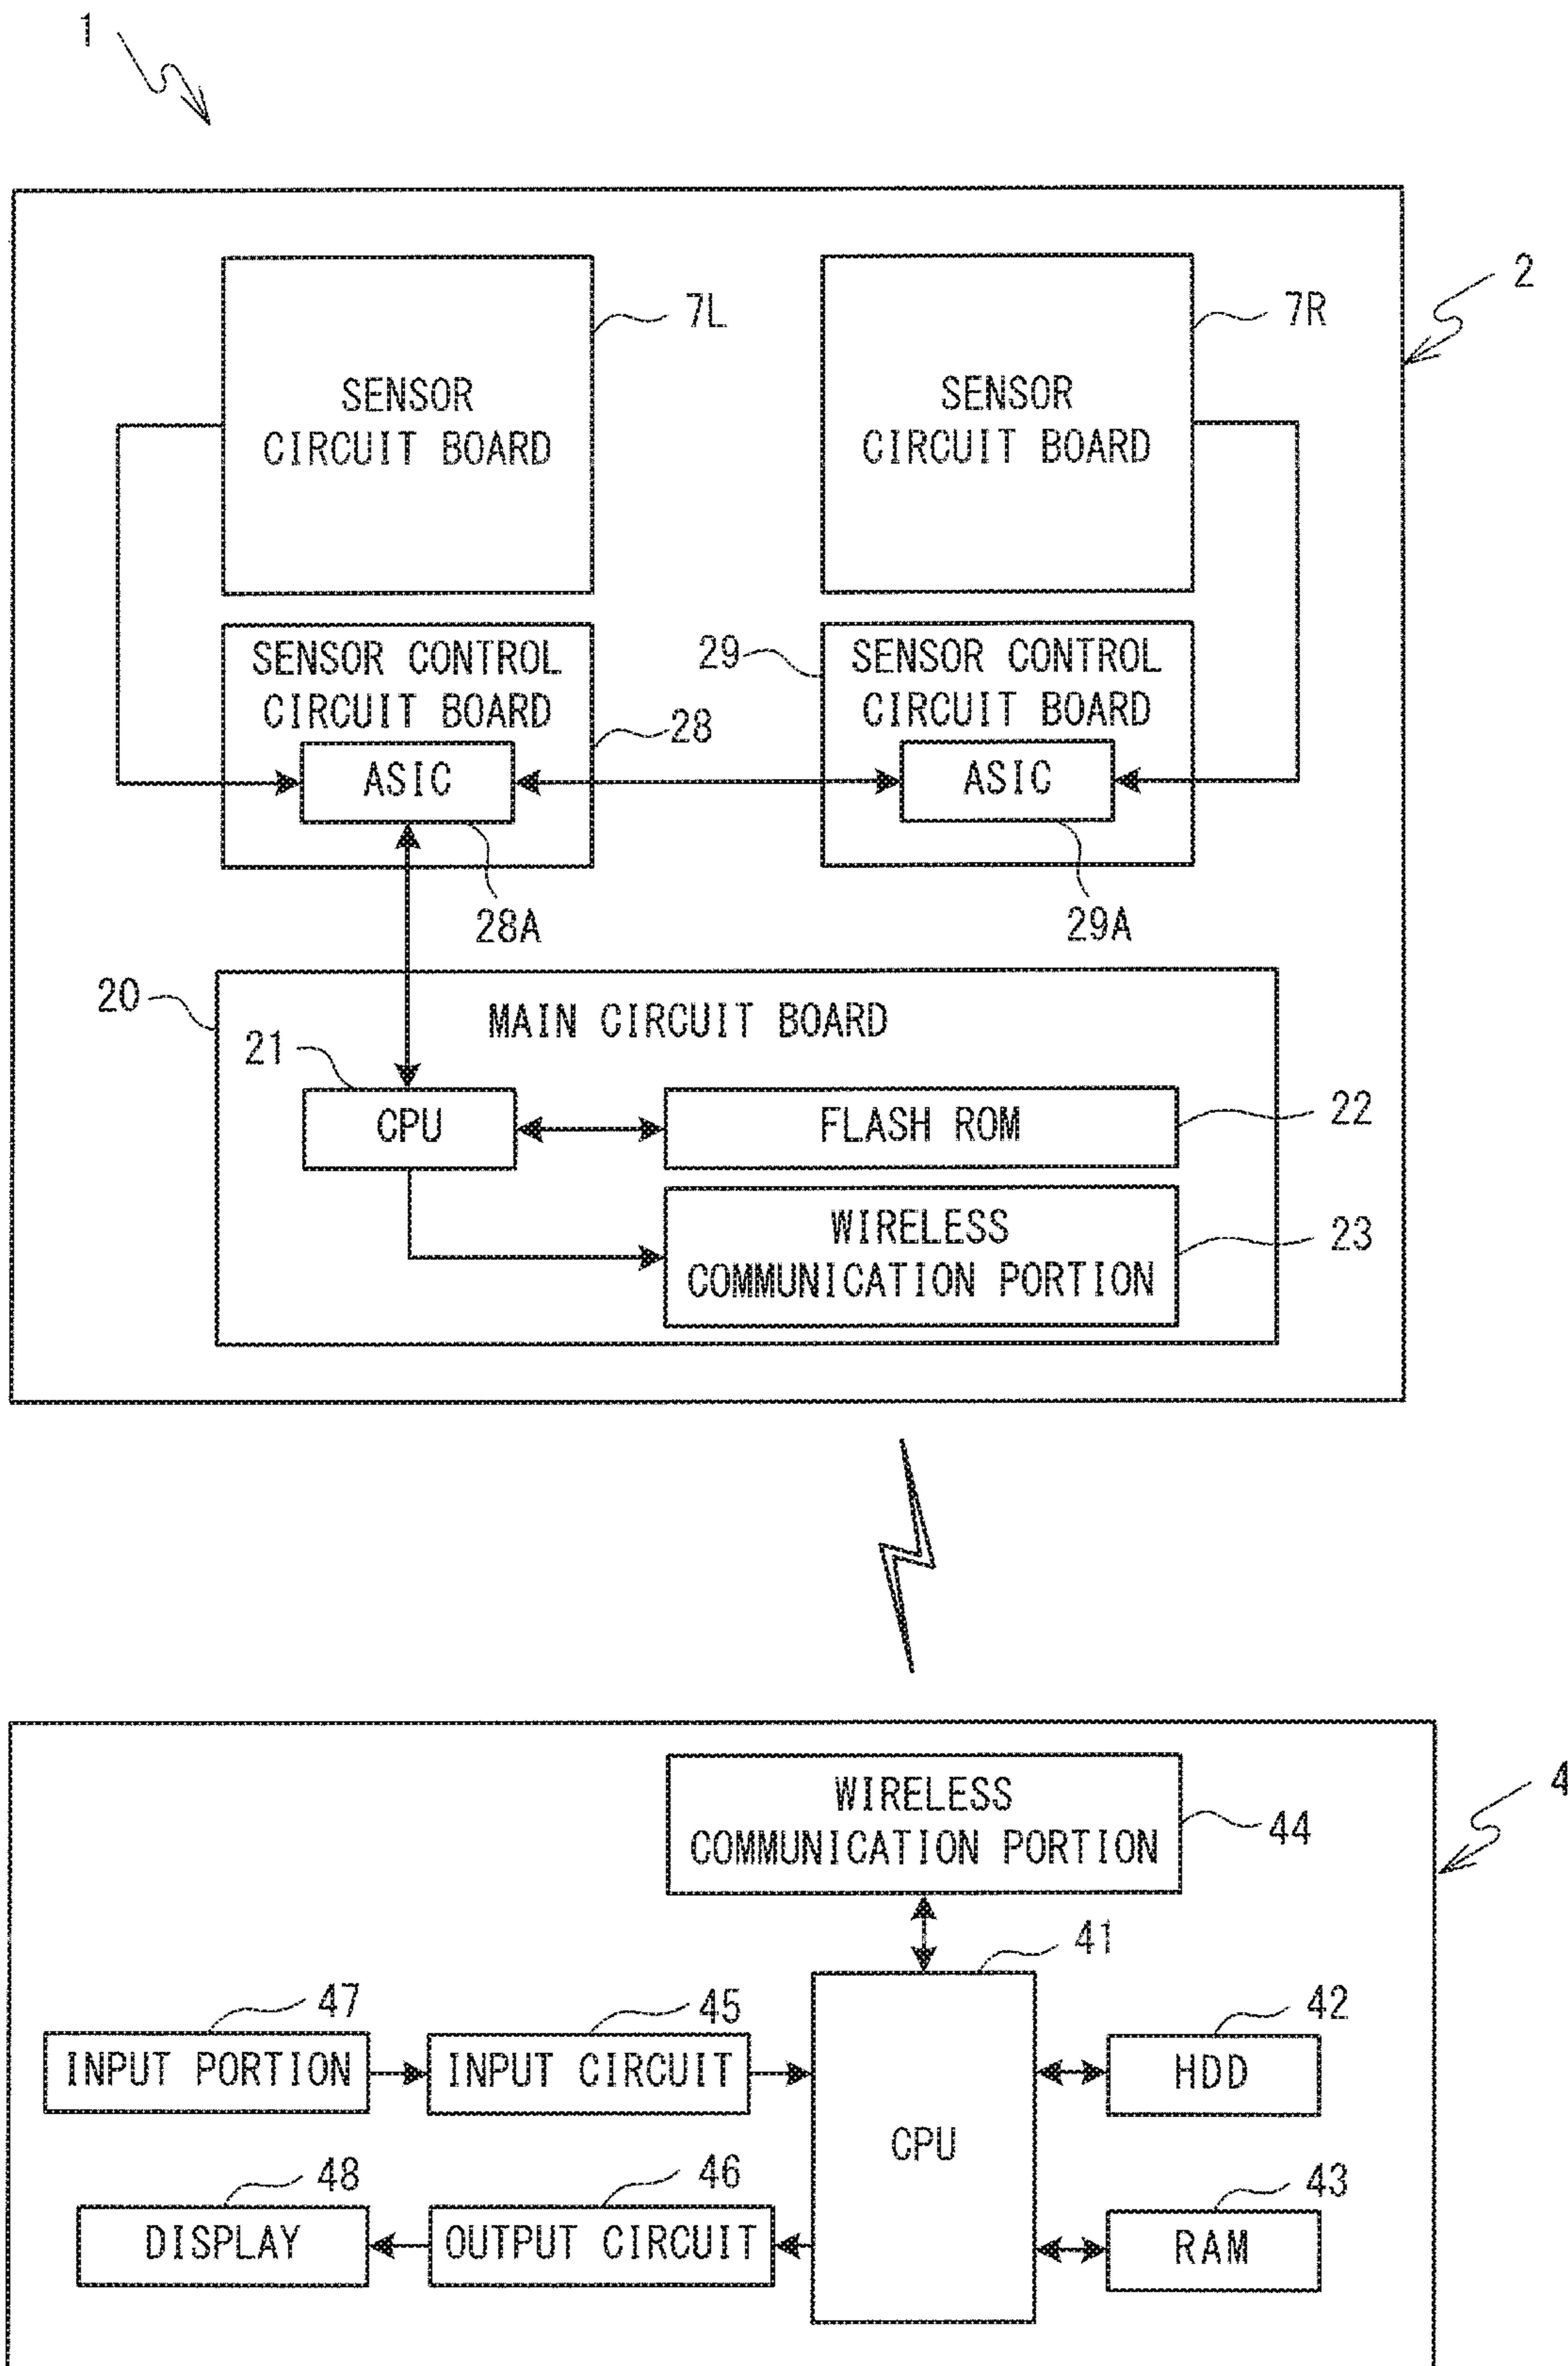 1
2
7L
7R
SENSOR
CIRCUIT BOARD
SENSOR
CIRCUIT BOARD
SENSOR CONTROL
CIRCUIT BOARD
28
ASIC
28A
29
SENSOR CONTROL
CIRCUIT BOARD
ASIC
29A
20
MAIN CIRCUIT BOARD
21
CPU
FLASH ROM
22
WIRELESS
COMMUNICATION PORTION
23
4
WIRELESS
COMMUNICATION PORTION
44
41
CPU
47
INPUT PORTION
45
INPUT CIRCUIT
42
HDD
48
DISPLAY
46
OUTPUT CIRCUIT
43
RAM